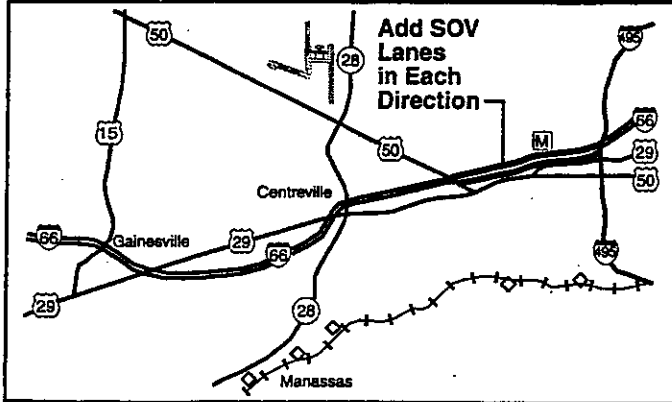 50
28
Add SOV
Lanes
in Each
Direction
495
15
66
M
29
50
50
Centreville
66
Gainesville
29
66
495
29
28
Manassas